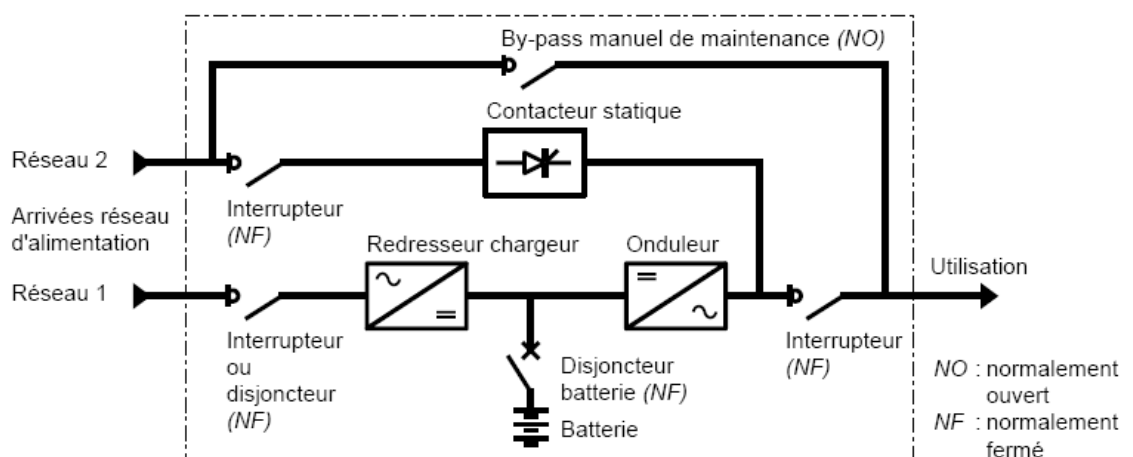 By-pass manuel de maintenance (NO)
Contacteur statique
Réseau 2
Interrupteur
(NF)
Arrivées réseau
d'alimentation
Redresseur chargeur
Onduleur
Utilisation
Réseau 1
Interrupteur
ou
disjoncteur
(NF)
Disjoncteur
batterie (NF)
Batterie
Interrupteur
(NF)
NO : normalement
ouvert
NF : normalement
fermé